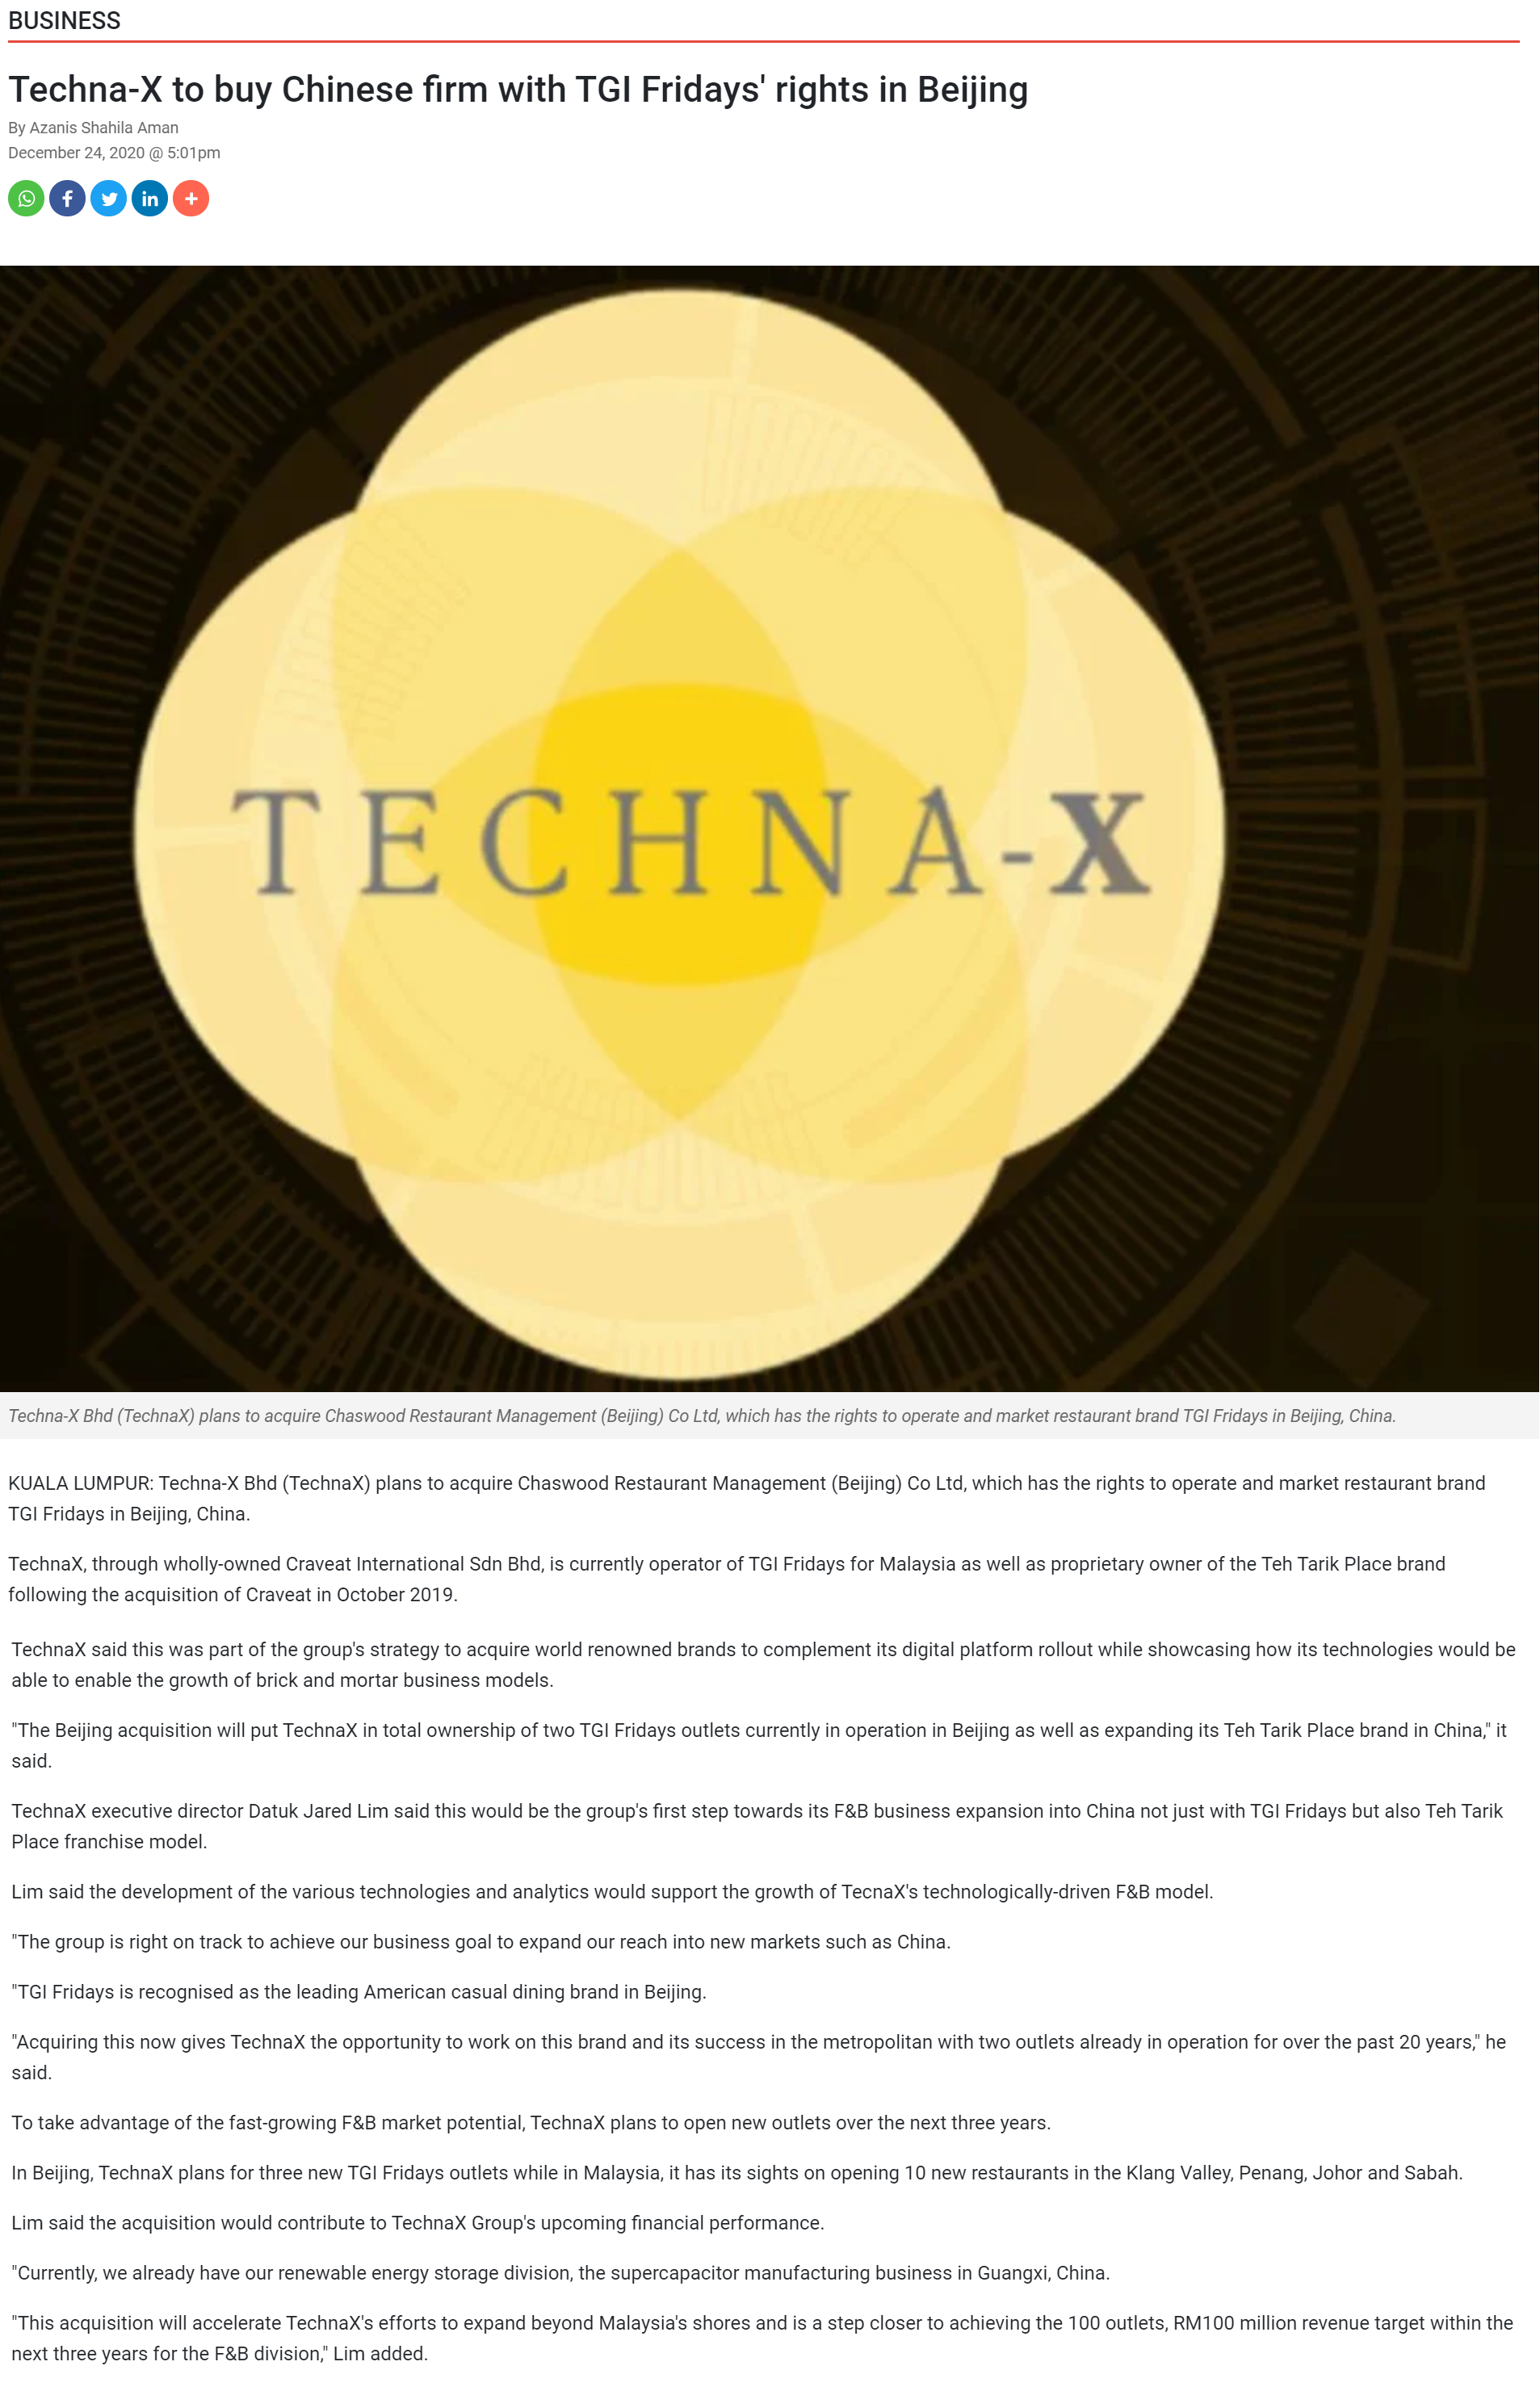 BUSINESS
Techna-X to buy Chinese firm with TGI Fridays' rights in Beijing
By Azanis Shahila Aman
December 24, 2020 @ 5:01pm
TECHNA-X
Techna-X Bhd (TechnaX) plans to acquire Chaswood Restaurant Management (Beijing) Co Ltd, which has the rights to operate and market restaurant brand TGI Fridays in Beijing, China.
KUALA LUMPUR: Techna-X Bhd (TechnaX) plans to acquire Chaswood Restaurant Management (Beijing) Co Ltd, which has the rights to operate and market restaurant brand
TGI Fridays in Beijing, China.
TechnaX, through wholly-owned Craveat International Sdn Bhd, is currently operator of TGI Fridays for Malaysia as well as proprietary owner of the Teh Tarik Place brand
following the acquisition of Craveat in October 2019.
TechnaX said this was part of the group's strategy to acquire world renowned brands to complement its digital platform rollout while showcasing how its technologies would be
able to enable the growth of brick and mortar business models.
"The Beijing acquisition will put TechnaX in total ownership of two TGI Fridays outlets currently in operation in Beijing as well as expanding its Teh Tarik Place brand in China," it
said.
TechnaX executive director Datuk Jared Lim said this would be the group's first step towards its F&B business expansion into China not just with TGI Fridays but also Teh Tarik
Place franchise model.
Lim said the development of the various technologies and analytics would support the growth of TecnaX's technologically-driven F&B model.
"The group is right on track to achieve our business goal to expand our reach into new markets such as China.
"TGI Fridays is recognised as the leading American casual dining brand in Beijing.
"Acquiring this now gives TechnaX the opportunity to work on this brand and its success in the metropolitan with two outlets already in operation for over the past 20 years," he
said.
To take advantage of the fast-growing F&B market potential, TechnaX plans to open new outlets over the next three years.
In Beijing, TechnaX plans for three new TGI Fridays outlets while in Malaysia, it has its sights on opening 10 new restaurants in the Klang Valley, Penang, Johor and Sabah.
Lim said the acquisition would contribute to TechnaX Group's upcoming financial performance.
"Currently, we already have our renewable energy storage division, the supercapacitor manufacturing business in Guangxi, China.
"This acquisition will accelerate TechnaX's efforts to expand beyond Malaysia's shores and is a step closer to achieving the 100 outlets, RM100 million revenue target within the
next three years for the F&B division," Lim added.